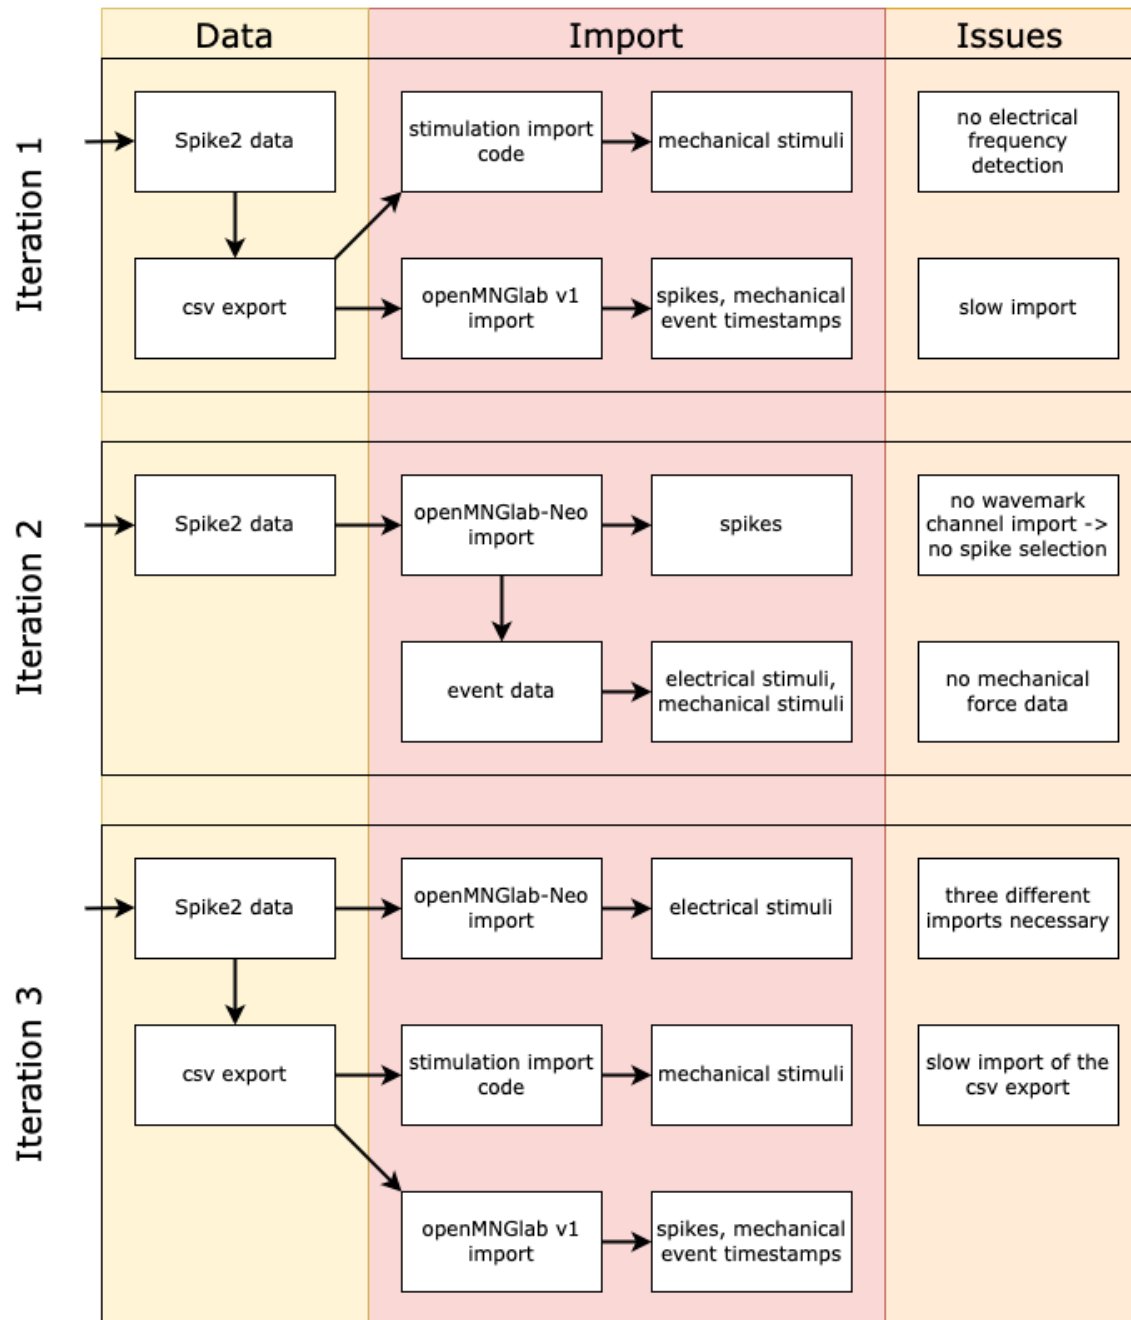 Data
Import
Issues
Iteration 1
Spike2 data
stimulation import
code
mechanical stimuli
no electrical
frequency
detection
csv export
openMNGlab v1
import
spikes, mechanical
event timestamps
slow import
Iteration 2
Spike2 data
openMNGlab-Neo
import
spikes
no wavemark
channel import ->
no spike selection
event data
electrical stimuli,
mechanical stimuli
no mechanical
force data
Iteration 3
Spike2 data
openMNGlab-Neo
import
electrical stimuli
three different
imports necessary
csv export
stimulation import
code
mechanical stimuli
slow import of the
csv export
openMNGlab v1
import
spikes, mechanical
event timestamps